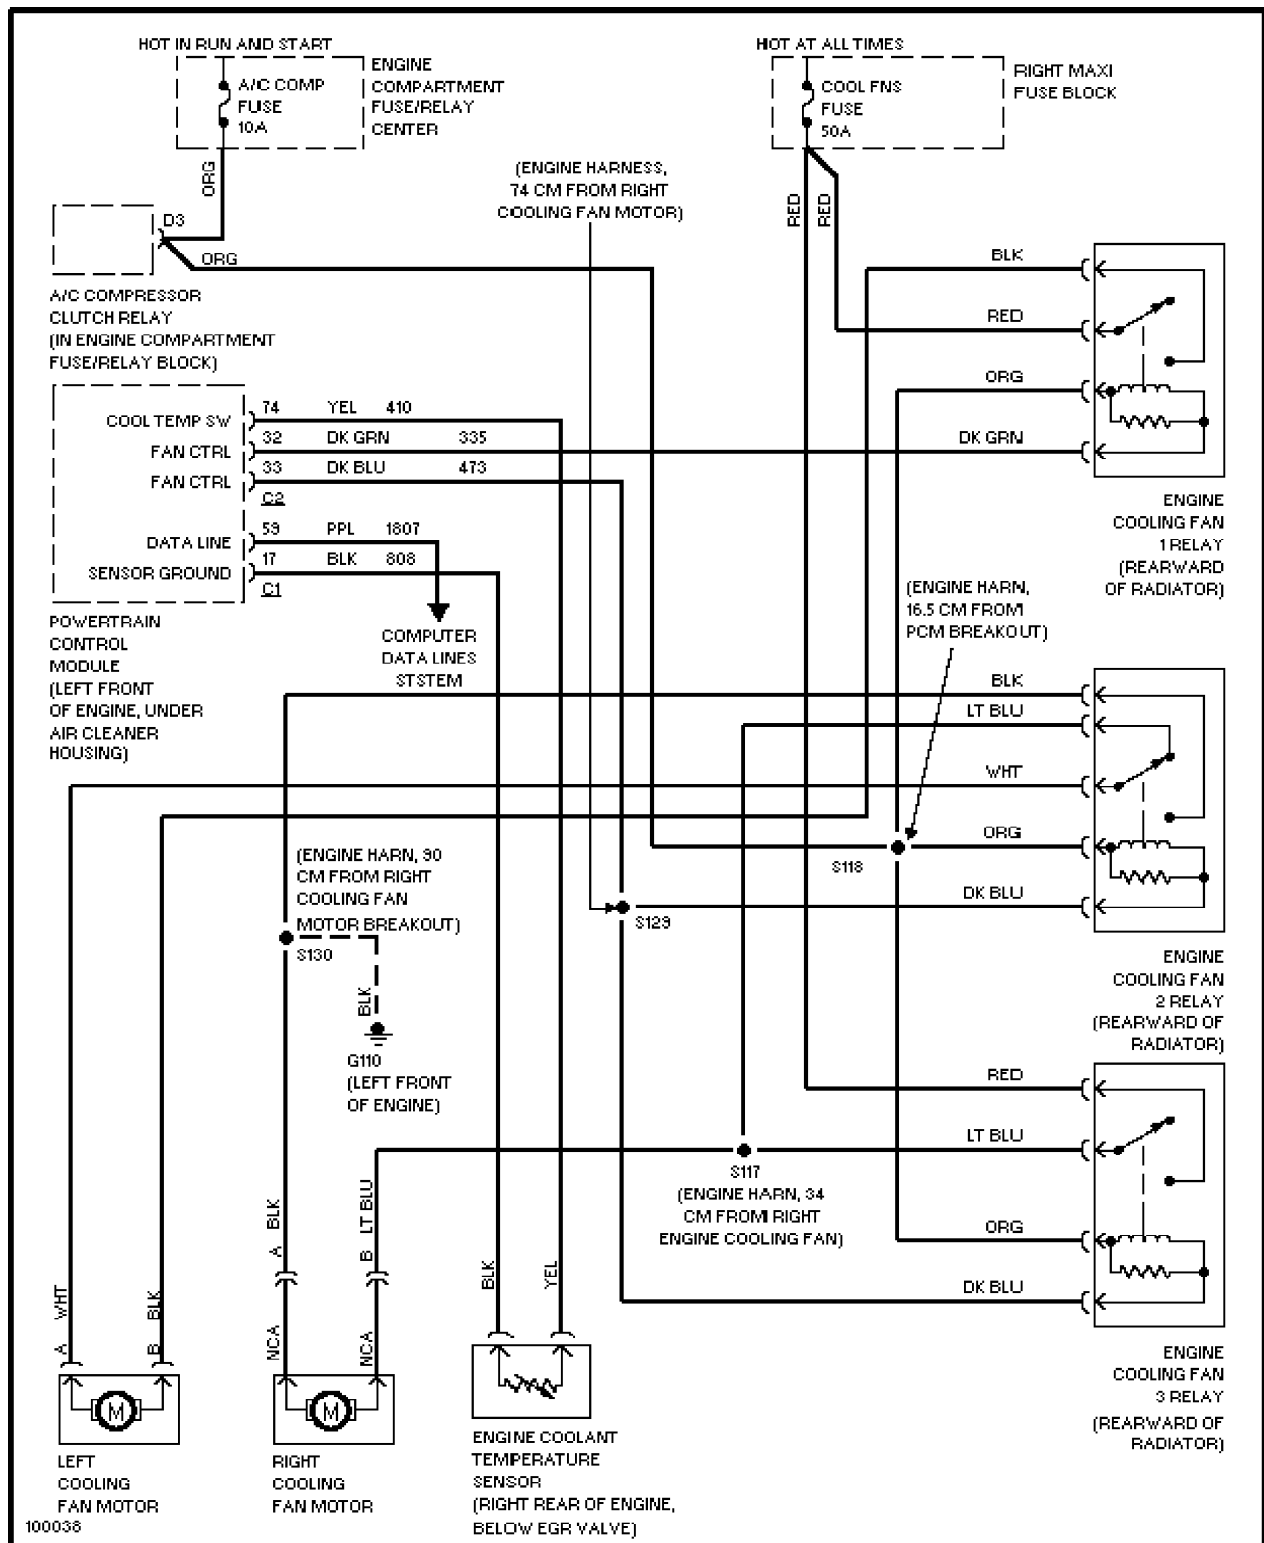 HOT IN RUN AND START
A/C COMP
FUSE
10A
ENGINE
COMPARTMENT
FUSE/RELAY
CENTER
HOT AT ALL TIMES
COOL FNS
FUSE
50A
RIGHT MAXI
FUSE BLOCK
ORG
(ENGINE HARNESS,
74 CM FROM RIGHT
COOLING FAN MOTOR)
RED
RED
D3
ORG
A/C COMPRESSOR
CLUTCH RELAY
(IN ENGINE COMPARTMENT
FUSE/RELAY BLOCK)
BLK
RED
ORG
DK GRN
ENGINE
COOLING FAN
1 RELAY
(REARWARD
OF RADIATOR)
COOL TEMP SW
74 YEL 410
FAN CTRL
32 DK GRN 335
FAN CTRL
33 DK BLU 473
C2
DATA LINE
59 PPL 1807
SENSOR GROUND
17 BLK 808
C1
POWERTRAIN
CONTROL
MODULE
(LEFT FRONT
OF ENGINE, UNDER
AIR CLEANER
HOUSING)
COMPUTER
DATA LINES
STSTEM
(ENGINE HARN,
16.5 CM FROM
PCM BREAKOUT)
BLK
LT BLU
WHT
ORG
DK BLU
S118
S129
ENGINE
COOLING FAN
2 RELAY
(REARWARD OF
RADIATOR)
(ENGINE HARN, 90
CM FROM RIGHT
COOLING FAN
MOTOR BREAKOUT)
S130
BLK
G110
(LEFT FRONT
OF ENGINE)
RED
LT BLU
ORG
DK BLU
S117
(ENGINE HARN, 34
CM FROM RIGHT
ENGINE COOLING FAN)
ENGINE
COOLING FAN
3 RELAY
(REARWARD OF
RADIATOR)
A WHT
B BLK
A BLK
B LT BLU
NCA
NCA
BLK
YEL
M
M
LEFT
COOLING
FAN MOTOR
RIGHT
COOLING
FAN MOTOR
ENGINE COOLANT
TEMPERATURE
SENSOR
(RIGHT REAR OF ENGINE,
BELOW EGR VALVE)
100038